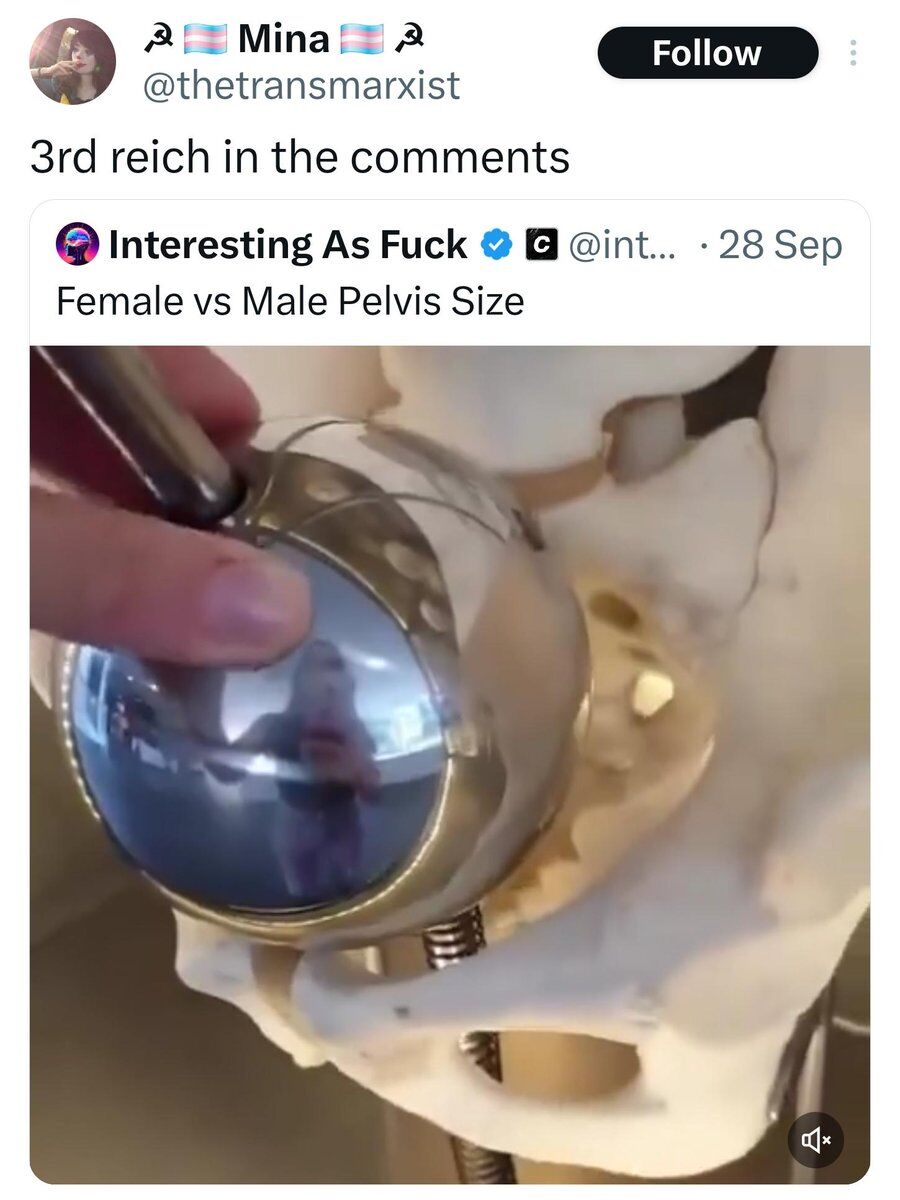 ☭ 🏳️‍⚧️ Mina 🏳️‍⚧️ ☭
Follow
@thetransmarxist
3rd reich in the comments
Interesting As Fuck C @int... · 28 Sep
Female vs Male Pelvis Size